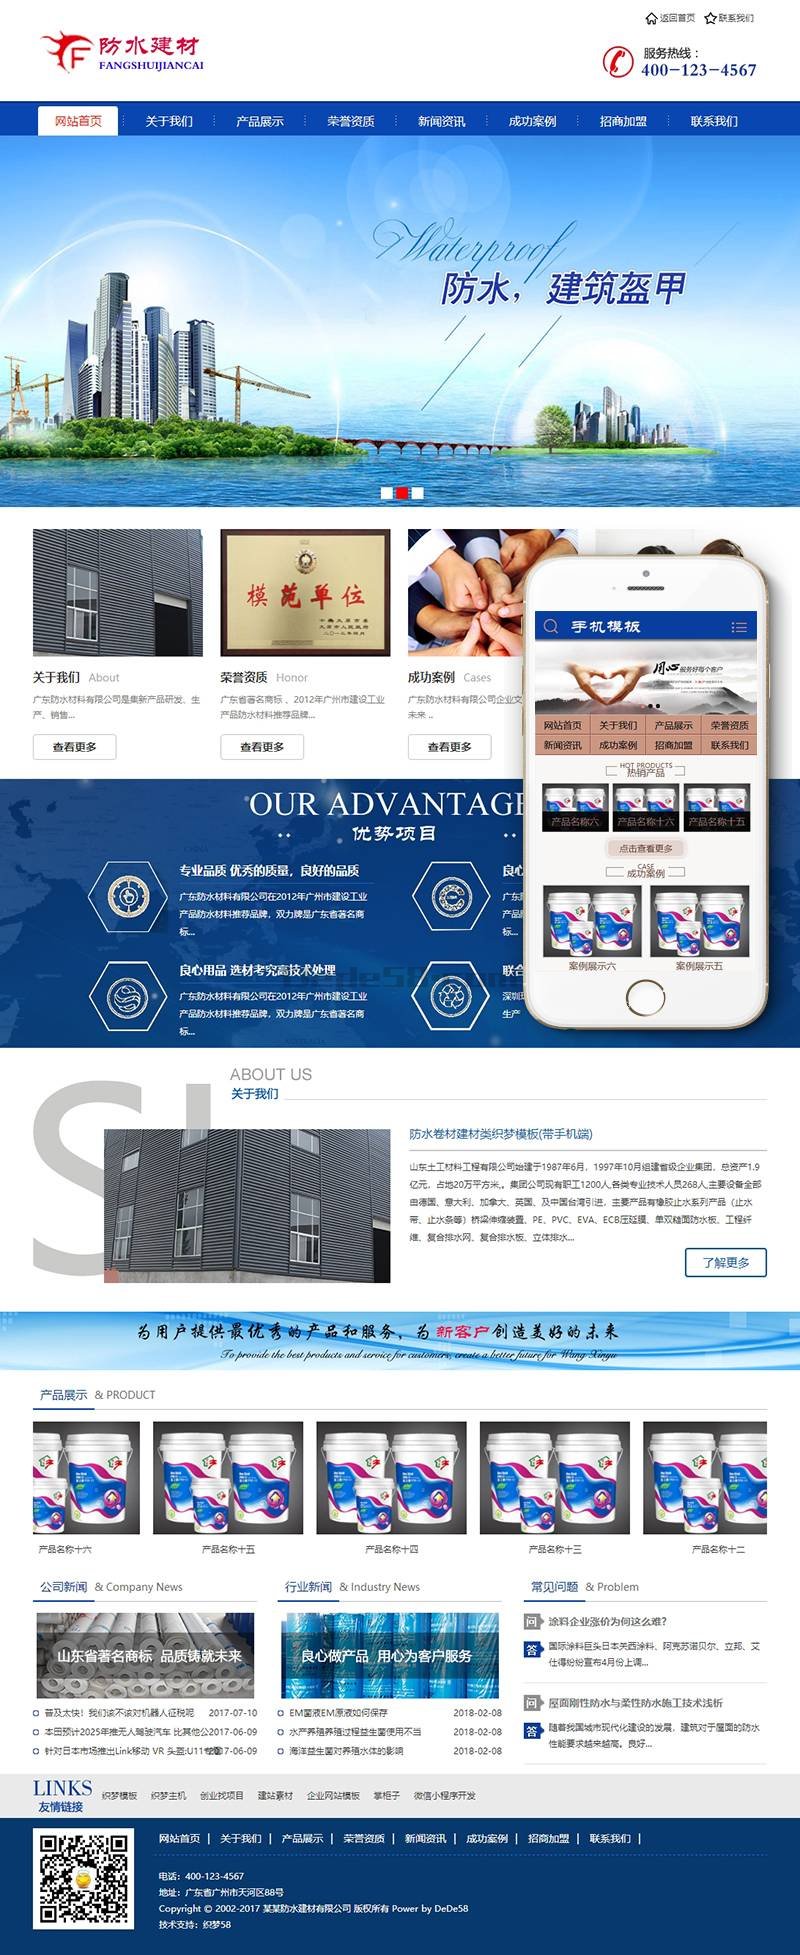 返回首页 联系我们
防水建材
FANGSHUIJIANCAI
服务热线：
400-123-4567
网站首页 关于我们 产品展示 荣誉资质 新闻资讯 成功案例 招商加盟 联系我们
Waterproof
防水，建筑盔甲
模范单位
关于我们 About
广东防水材料有限公司是集新产品研发、生
产、销售...
查看更多
荣誉资质 Honor
广东省著名商标 、2012年广州市建设工业
产品防水材料推荐品牌...
查看更多
成功案例 Cases
广东防水材料有限公司企业文
未来 ..
查看更多
手机模板
用心 服务好每个客户
网站首页 关于我们 产品展示 荣誉资质
新闻资讯 成功案例 招商加盟 联系我们
HOT PRODUCTS
热销产品
产品名称六 产品名称十六 产品名称十五
点击查看更多
CASE
成功案例
案例展示六 案例展示五
OUR ADVANTAGE
优势项目
专业品质 优秀的质量，良好的品质
广东防水材料有限公司在2012年广州市建设工业
产品防水材料推荐品牌，双力牌是广东省著名商
标...
良心
广东防
产品防
标...
良心用品 选材考究高技术处理
广东防水材料有限公司在2012年广州市建设工业
产品防水材料推荐品牌，双力牌是广东省著名商
标...
联合
生产
ABOUT US
关于我们
防水卷材建材类织梦模板(带手机端)
山东土工材料工程有限公司始建于1987年6月，1997年10月组建省级企业集团，总资产1.9
亿元，占地20万平方米,。集团公司现有职工1200人,各类专业技术人员268人,主要设备全部
由德国、意大利、加拿大、英国、及中国台湾引进，主要产品有橡胶止水系列产品（止水
带、止水条等）桥梁伸缩装置、PE、PVC、EVA、ECB压延膜、单双糙面防水板、工程纤
维、复合排水网、复合排水板、立体排水...
了解更多
为用户提供最优秀的产品和服务，为新客户创造美好的未来
To provide the best products and service for customers, create a better future for Wang Xinyu
产品展示 & PRODUCT
产品名称十六 产品名称十五 产品名称十四 产品名称十三 产品名称十二
公司新闻 & Company News
山东省著名商标 品质铸就未来
普及太快！我们该不该对机器人征税呢 2017-07-10
本田预计2025年推无人驾驶汽车 比其他公 2017-06-09
针对日本市场推出Link移动 VR 头盔:U11专属 2017-06-09
行业新闻 & Industry News
良心做产品 用心为客户服务
EM菌液EM原液如何保存 2018-02-08
水产养殖养殖过程益生菌使用不当 2018-02-08
海洋益生菌对养殖水体的影响 2018-02-08
常见问题 & Problem
问 涂料企业涨价为何这么难?
答 国际涂料巨头日本关西涂料、阿克苏诺贝尔、立邦、艾
仕得纷纷宣布4月份上调...
问 屋面刚性防水与柔性防水施工技术浅析
答 随着我国城市现代化建设的发展，建筑对于屋面的防水
性能要求越来越高。良好...
LINKS
友情链接
织梦模板 织梦主机 创业找项目 建站素材 企业网站模板 掌柜子 微信小程序开发
网站首页 | 关于我们 | 产品展示 | 荣誉资质 | 新闻资讯 | 成功案例 | 招商加盟 | 联系我们 |
电话：400-123-4567
地址：广东省广州市天河区88号
Copyright © 2002-2017 某某防水建材有限公司 版权所有 Power by DeDe58
技术支持：织梦58